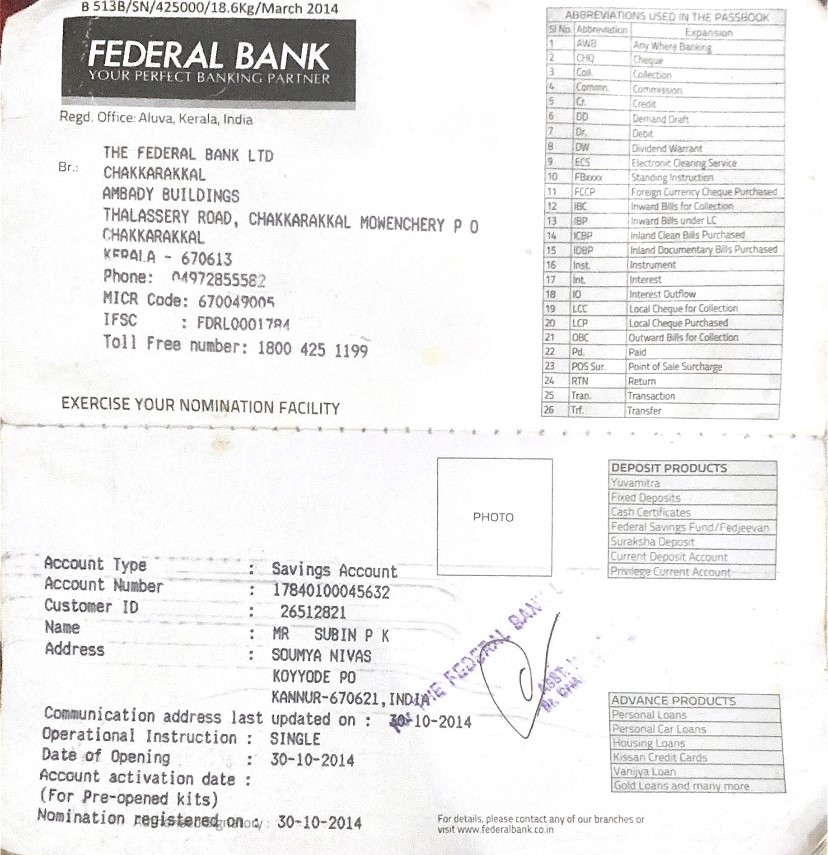 B 513B/SN/425000/18.6Kg/March 2014
FEDERAL BANK
YOUR PERFECT BANKING PARTNER
Regd. Office: Aluva, Kerala, India
Br.:
THE FEDERAL BANK LTD
CHAKKARAKKAL
AMBADY BUILDINGS
THALASSERY ROAD, CHAKKARAKKAL MOWENCHERY P O
CHAKKARAKKAL
KERALA - 670613
Phone: 04972855582
MICR Code: 670049005
IFSC : FDRL0001784
Toll Free number: 1800 425 1199
EXERCISE YOUR NOMINATION FACILITY
ABBREVIATIONS USED IN THE PASSBOOK
Sl No. Abbreviation Expansion
1 AWB Any Where Banking
2 CHQ Cheque
3 Coll. Collection
4 Commn. Commission
5 Cr. Credit
6 DD Demand Draft
7 Dr. Debit
8 DW Dividend Warrant
9 ECS Electronic Clearing Service
10 FBxxxx Standing Instruction
11 FCCP Foreign Currency Cheque Purchased
12 IBC Inward Bills for Collection
13 IBP Inward Bills under LC
14 ICBP Inland Clean Bills Purchased
15 IDBP Inland Documentary Bills Purchased
16 Inst. Instrument
17 Int. Interest
18 IO Interest Outflow
19 LCC Local Cheque for Collection
20 LCP Local Cheque Purchased
21 OBC Outward Bills for Collection
22 Pd. Paid
23 POS Sur. Point of Sale Surcharge
24 RTN Return
25 Tran. Transaction
26 Trf. Transfer
PHOTO
DEPOSIT PRODUCTS
Yuvamitra
Fixed Deposits
Cash Certificates
Federal Savings Fund/Fedjeevan
Suraksha Deposit
Current Deposit Account
Privilege Current Account
Account Type : Savings Account
Account Number : 17840100045632
Customer ID : 26512821
Name : MR SUBIN P K
Address : SOUMYA NIVAS
KOYYODE PO
KANNUR-670621,INDIA
Communication address last updated on : 30-10-2014
Operational Instruction : SINGLE
Date of Opening : 30-10-2014
Account activation date :
(For Pre-opened kits)
Nomination registered on : 30-10-2014
THE FEDERAL BANK
ADVANCE PRODUCTS
Personal Loans
Personal Car Loans
Housing Loans
Kissan Credit Cards
Vanijya Loan
Gold Loans and many more
For details, please contact any of our branches or
visit www.federalbank.co.in